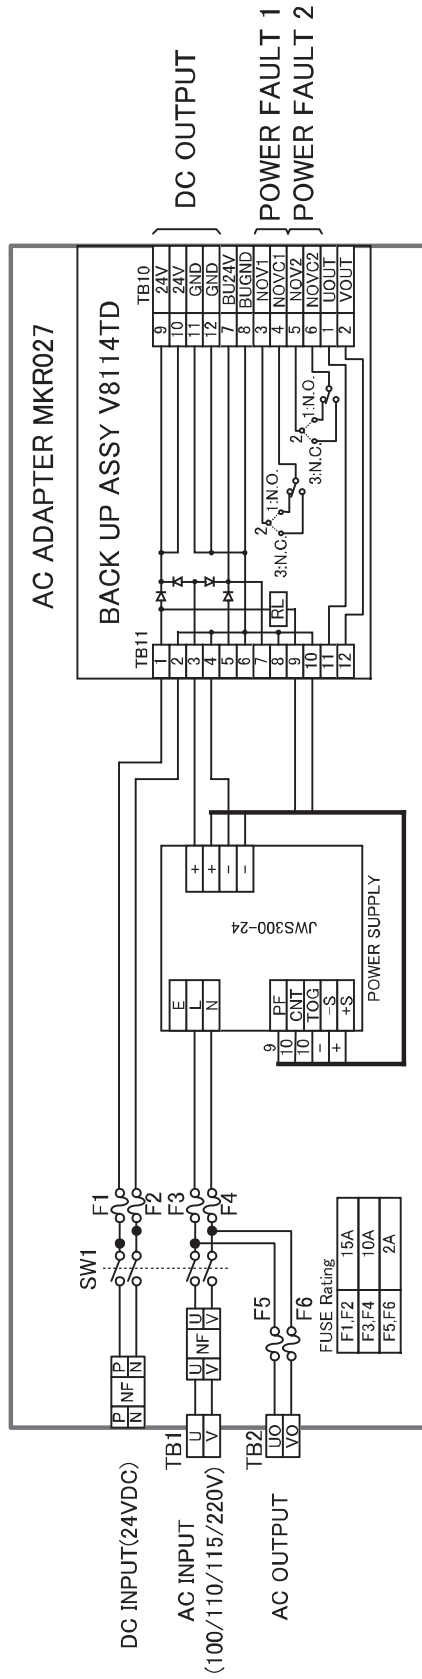 AC ADAPTER MKR027
BACK UP ASSY V8114TD
DC INPUT(24VDC)
P NF P
N N
SW1
F1
F2
AC INPUT
(100/110/115/220V)
TB1
U
V
U NF U
V V
F3
F4
AC OUTPUT
TB2
UO
VO
F5
F6
FUSE Rating
F1,F2 15A
F3,F4 10A
F5,F6 2A
E
L
N
9 PF
10 CNT
10 TOG
- -S
+ +S
JWS300-24
+
+
-
-
POWER SUPPLY
TB11
1
2
3
4
5
6
7
8
9
10
11
12
RL
2
1:N.O.
3:N.C.
2
1:N.O.
3:N.C.
TB10
9 24V
10 24V
11 GND
12 GND
7 BU24V
8 BUGND
3 NOV1
4 NOVC1
5 NOV2
6 NOVC2
1 UOUT
2 VOUT
DC OUTPUT
POWER FAULT 1
POWER FAULT 2